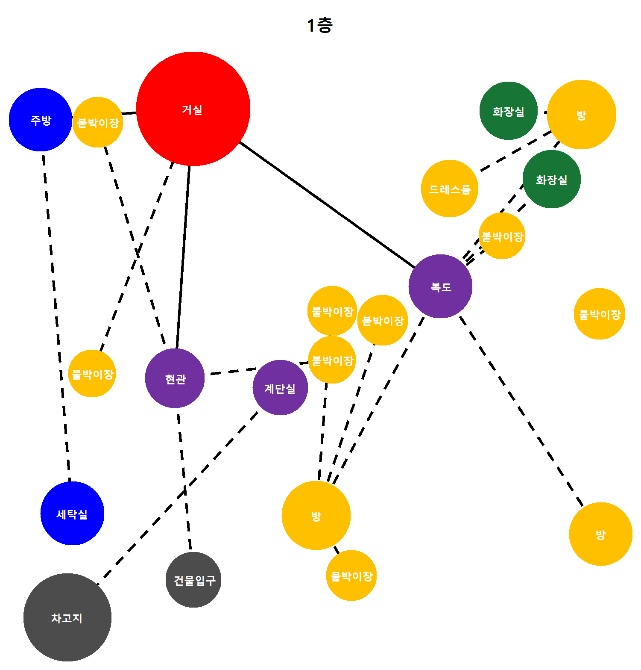 1층
거실
화장실
방
주방
붙박이장
화장실
드레스룸
붙박이장
복도
붙박이장
붙박이장
붙박이장
붙박이장
붙박이장
현관
계단실
세탁실
방
방
건물입구
붙박이장
차고지